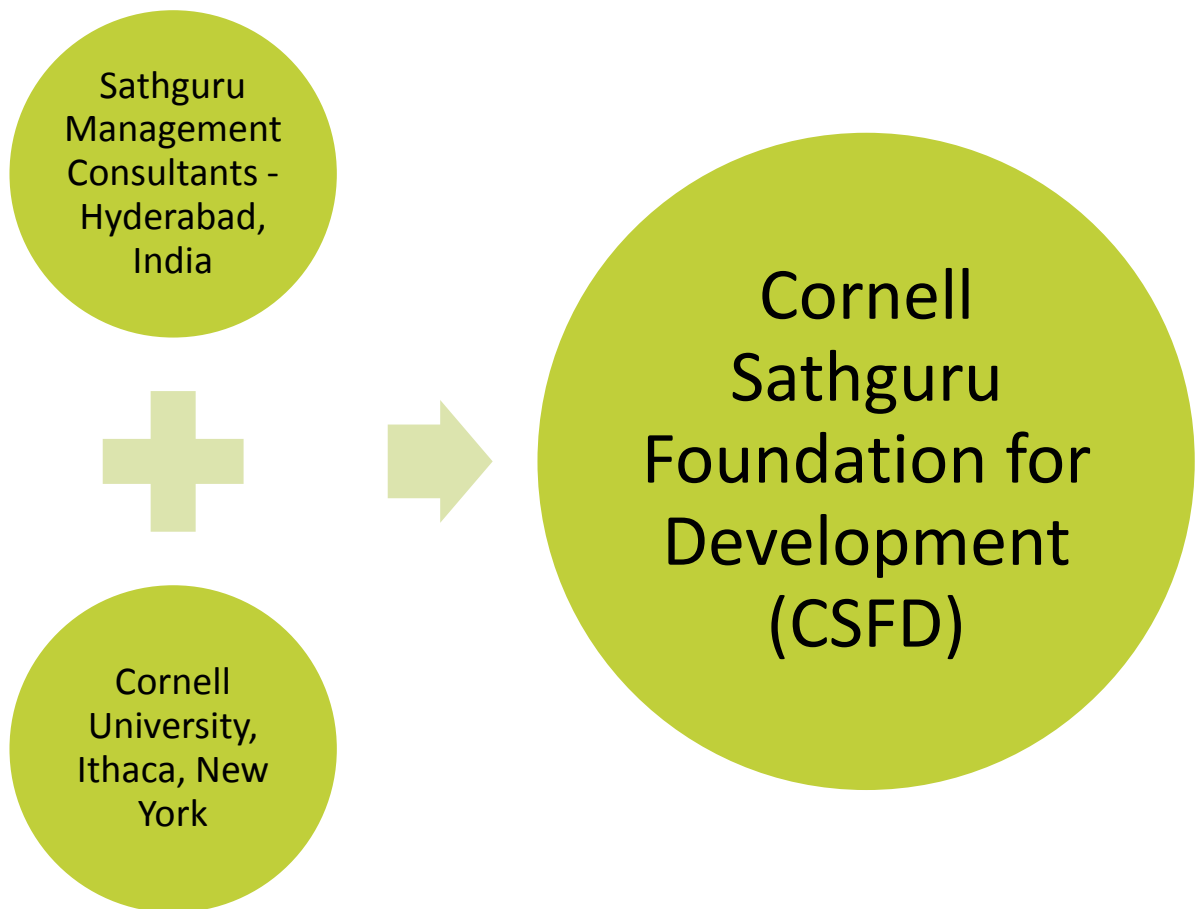 Sathguru
Management
Consultants -
Hyderabad,
India
Cornell
University,
Ithaca, New
York
Cornell
Sathguru
Foundation for
Development
(CSFD)